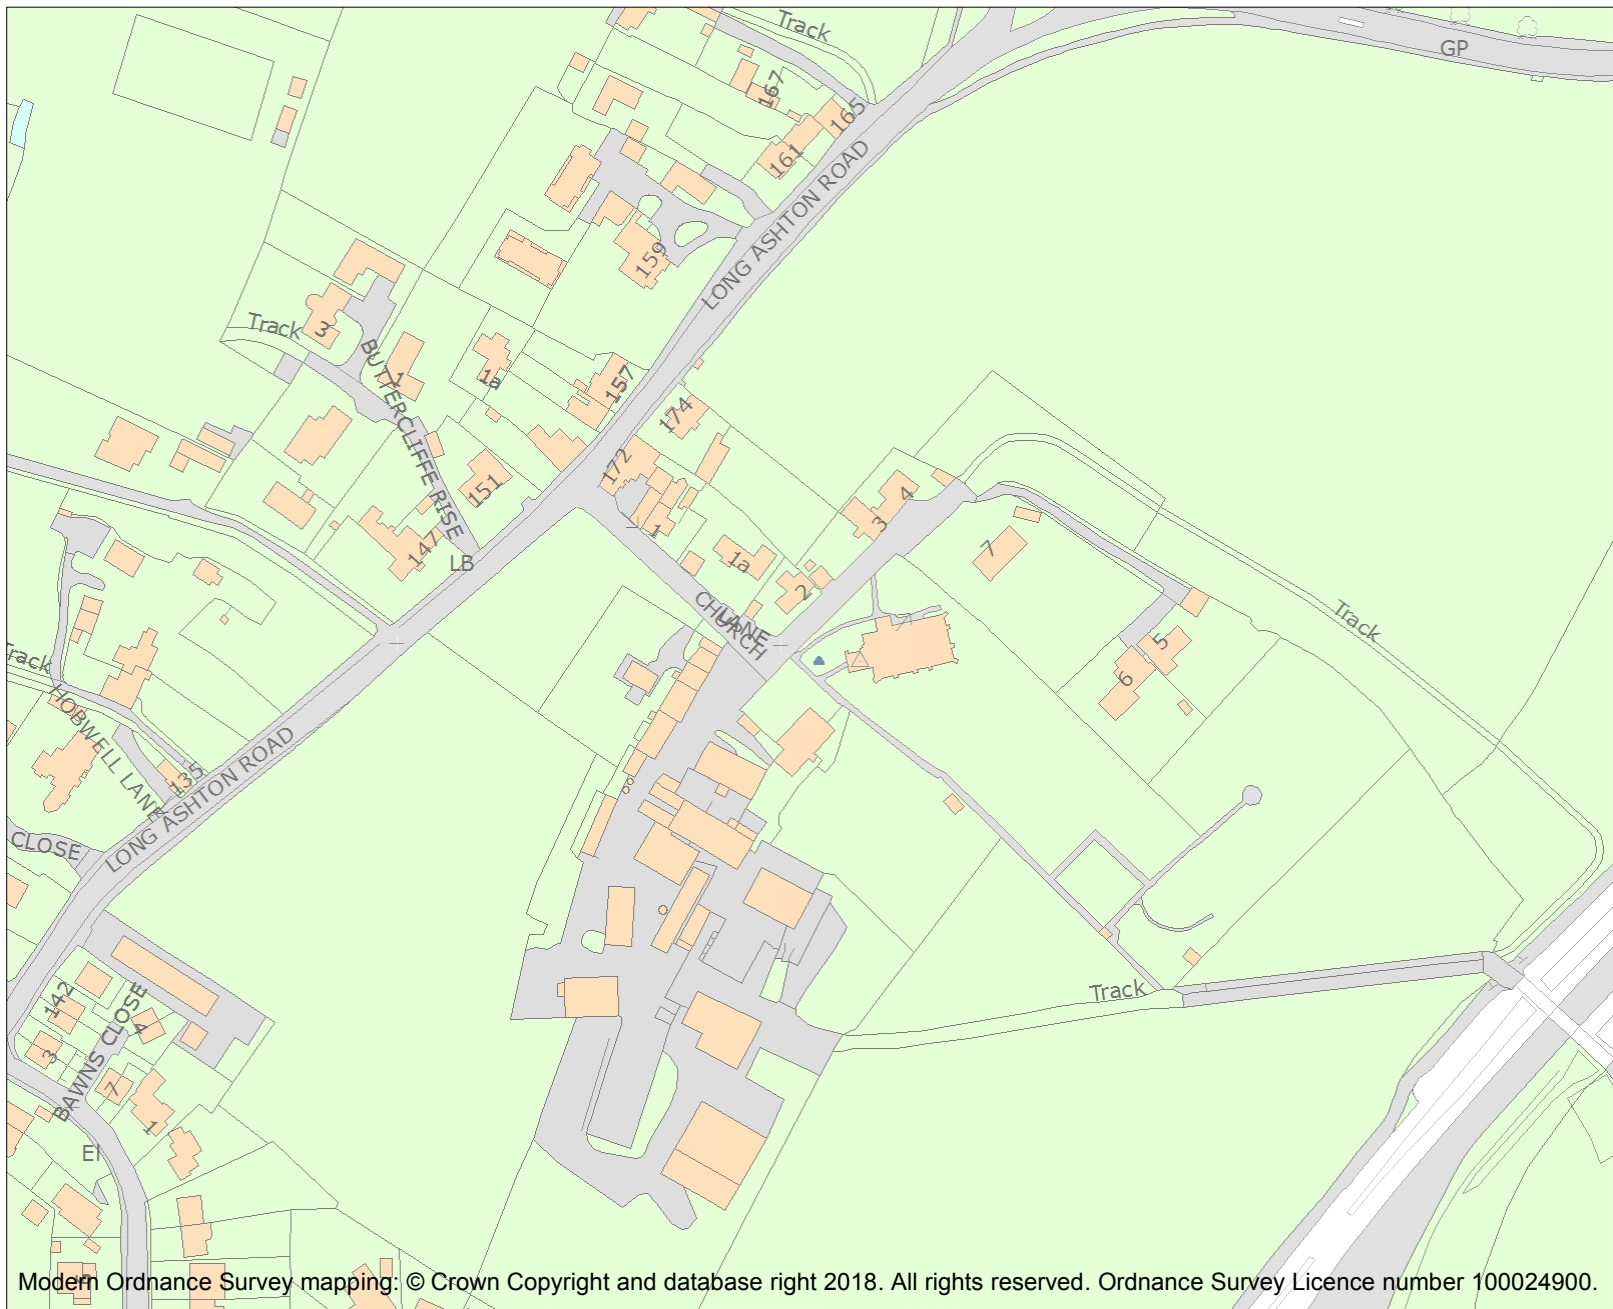 Track
GP
167
165
161
LONG ASHTON ROAD
159
3
Track
1
1a
157
BUTTERCLIFFE RISE
174
172
151
147
LB
1
1a
2
3
4
7
CHURCH
LANE
5
6
Track
Track
HOBWELL LANE
135
LONG ASHTON ROAD
CLOSE
142
BAWNS CLOSE
4
3
7
1
El
Track
Modern Ordnance Survey mapping: © Crown Copyright and database right 2018. All rights reserved. Ordnance Survey Licence number 100024900.